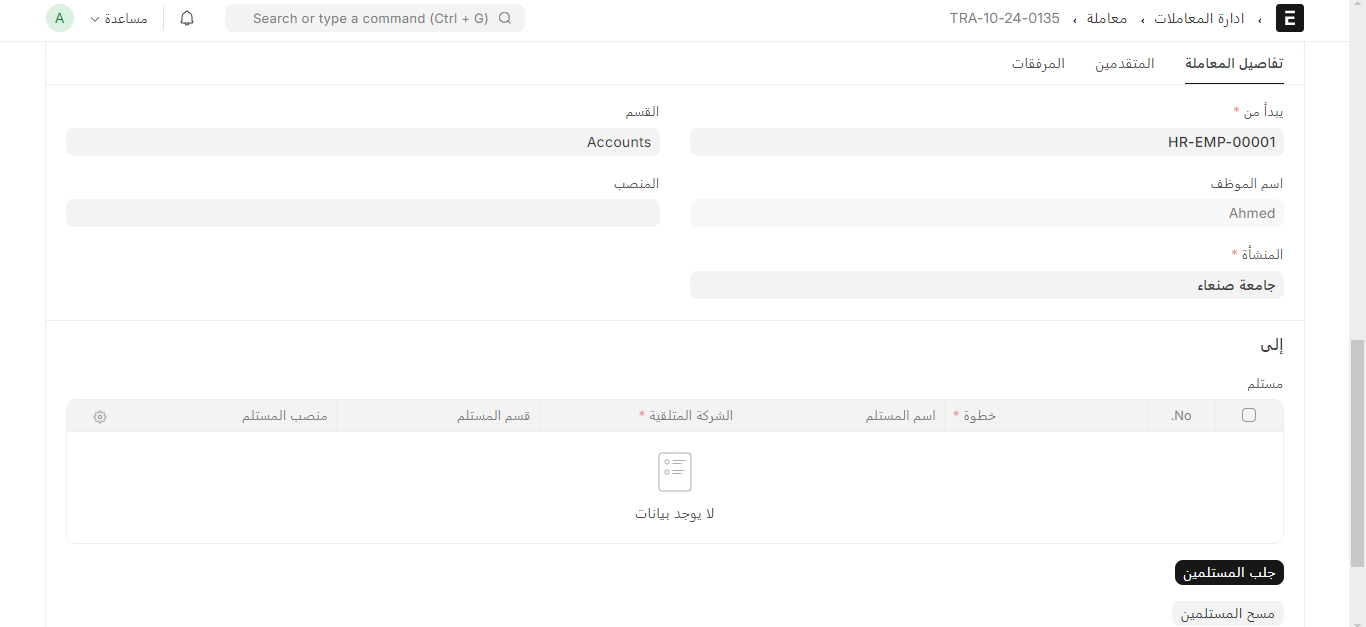 E ‹ ادارة المعاملات ‹ معاملة ‹ TRA-10-24-0135 Search or type a command (Ctrl + G) مساعدة A
تفاصيل المعاملة المتقدمين المرفقات
يبدأ من * القسم
HR-EMP-00001 Accounts
اسم الموظف المنصب
Ahmed
المنشأة *
جامعة صنعاء
إلى
مستلم
No. خطوة * اسم المستلم الشركة المتلقية * قسم المستلم منصب المستلم
لا يوجد بيانات
جلب المستلمين
مسح المستلمين